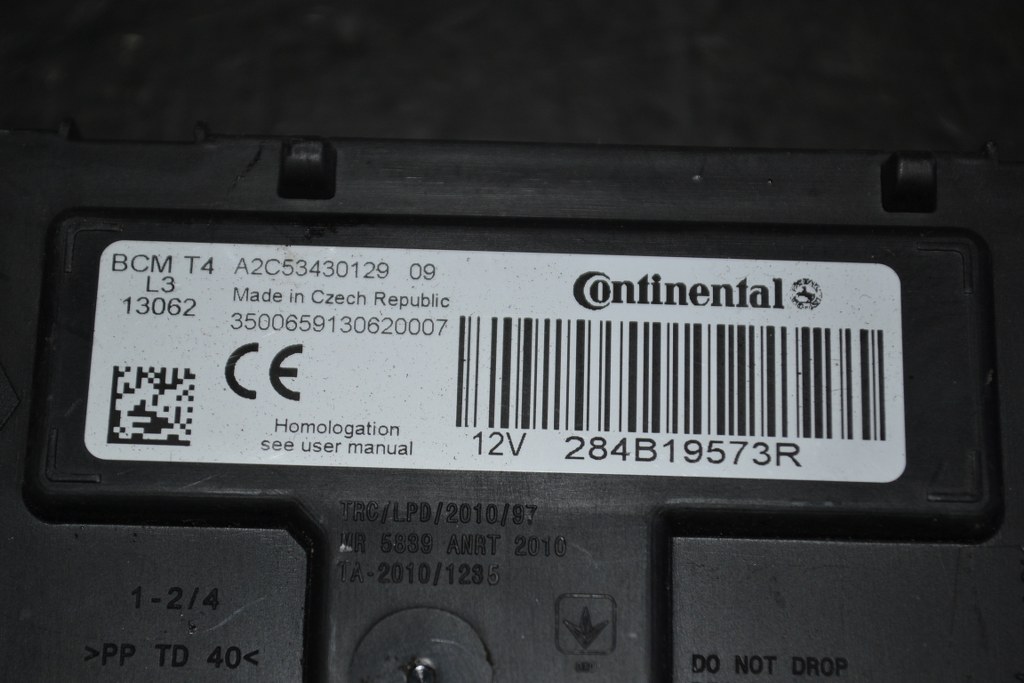 BCM T4 A2C53430129 09
L3
13062
Made in Czech Republic
3500659130620007
CE
Homologation
see user manual
Continental
12V 284B19573R
TRC/LPD/2010/97
MR 5839 ANRT 2010
TA-2010/1235
1-2/4
>PP TD 40<
DO NOT DROP